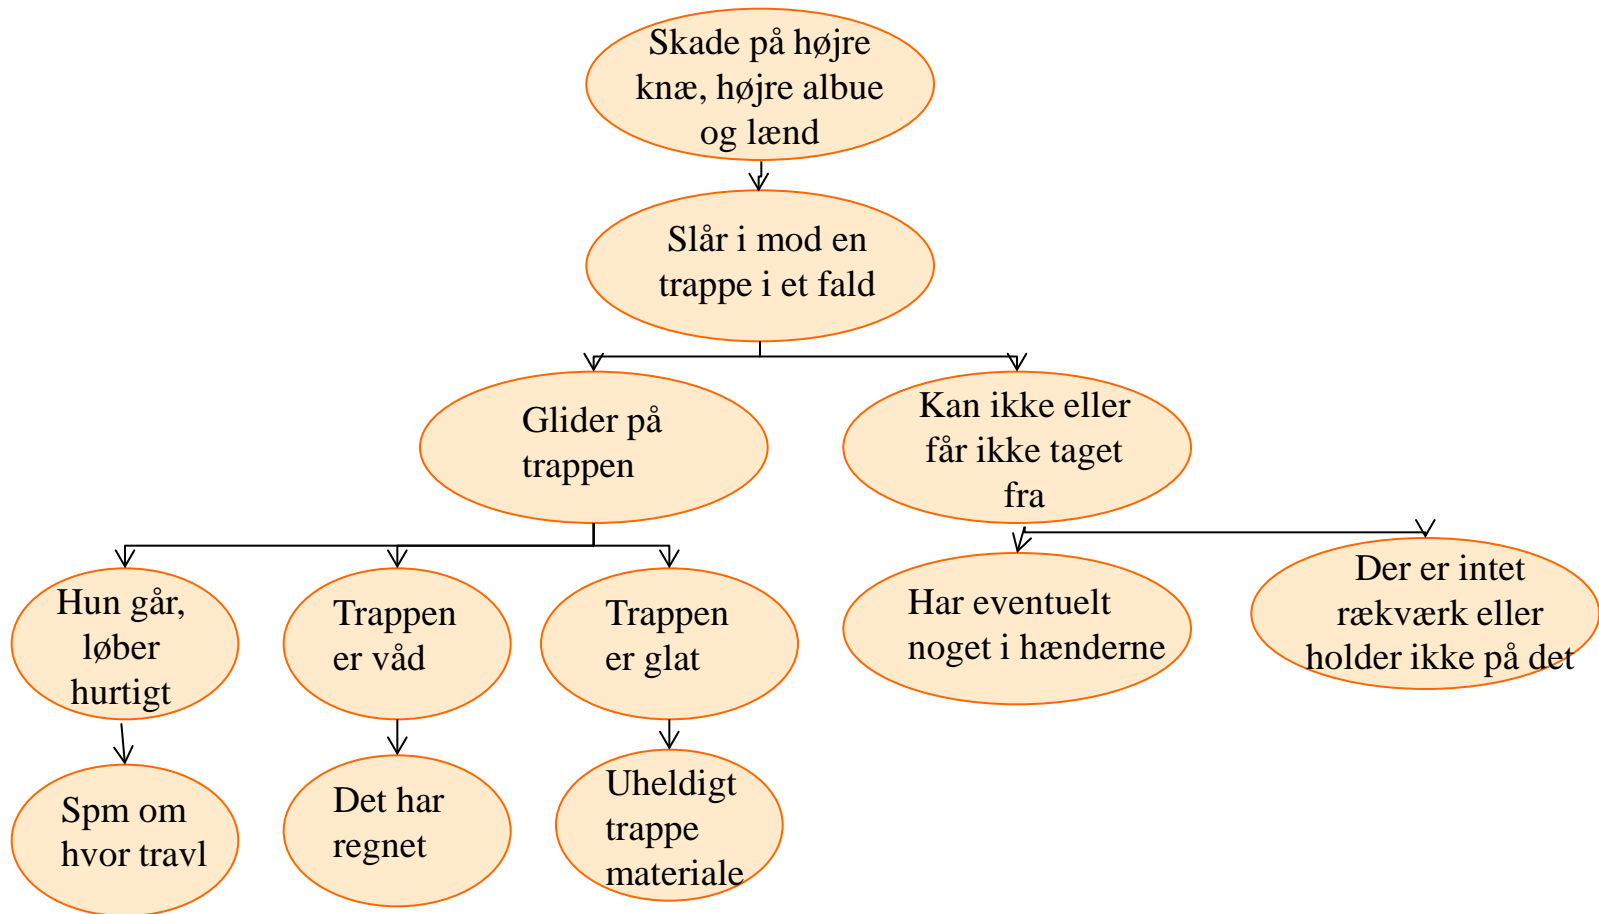 Skade på højre
knæ, højre albue
og lænd
Slår i mod en
trappe i et fald
Glider på
trappen
Kan ikke eller
får ikke taget
fra
Hun går,
løber
hurtigt
Trappen
er våd
Trappen
er glat
Har eventuelt
noget i hænderne
Der er intet
rækværk eller
holder ikke på det
Spm om
hvor travl
Det har
regnet
Uheldigt
trappe
materiale